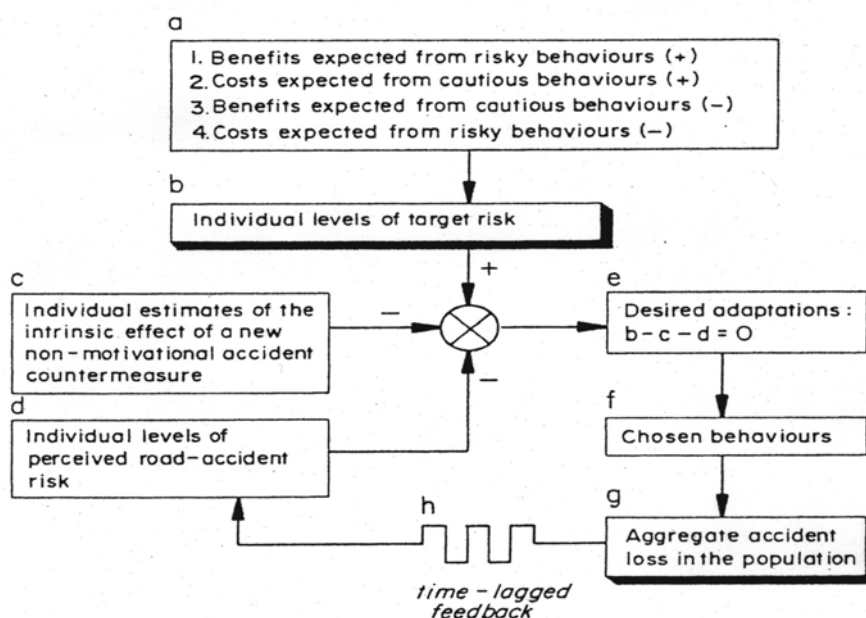 a
1. Benefits expected from risky behaviours (+)
2. Costs expected from cautious behaviours (+)
3. Benefits expected from cautious behaviours (−)
4. Costs expected from risky behaviours (−)
b
Individual levels of target risk
+
c
Individual estimates of the
intrinsic effect of a new
non-motivational accident
countermeasure
−
e
Desired adaptations :
b-c-d = O
d
Individual levels of
perceived road-accident
risk
−
f
Chosen behaviours
g
Aggregate accident
loss in the population
h
time-lagged
feedback